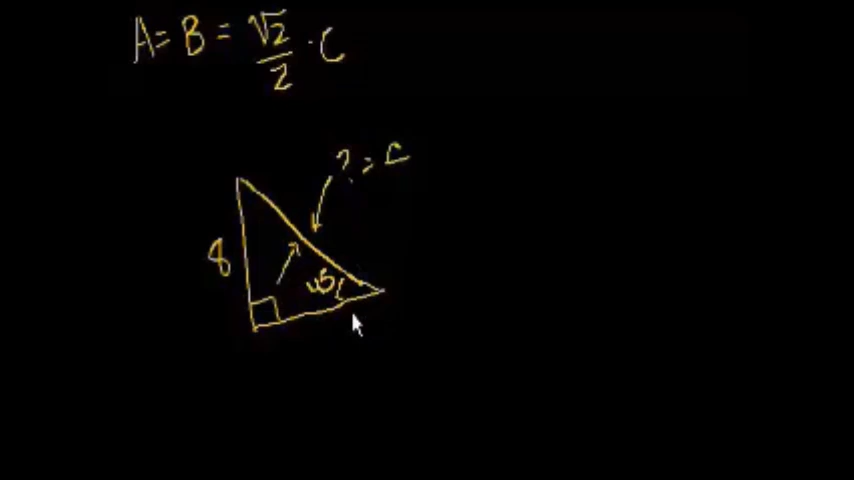 A = B = √2/2 · C
? = C
8
45